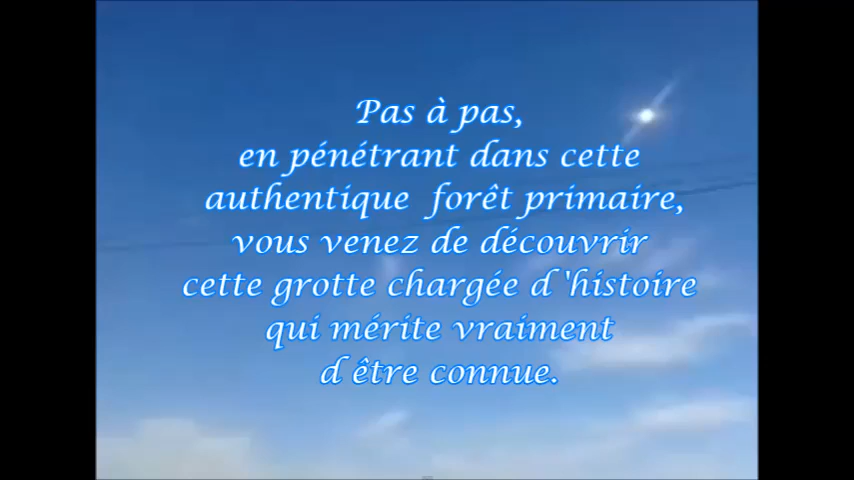 Pas à pas,
en pénétrant dans cette
authentique forêt primaire,
vous venez de découvrir
cette grotte chargée d 'histoire
qui mérite vraiment
d être connue.